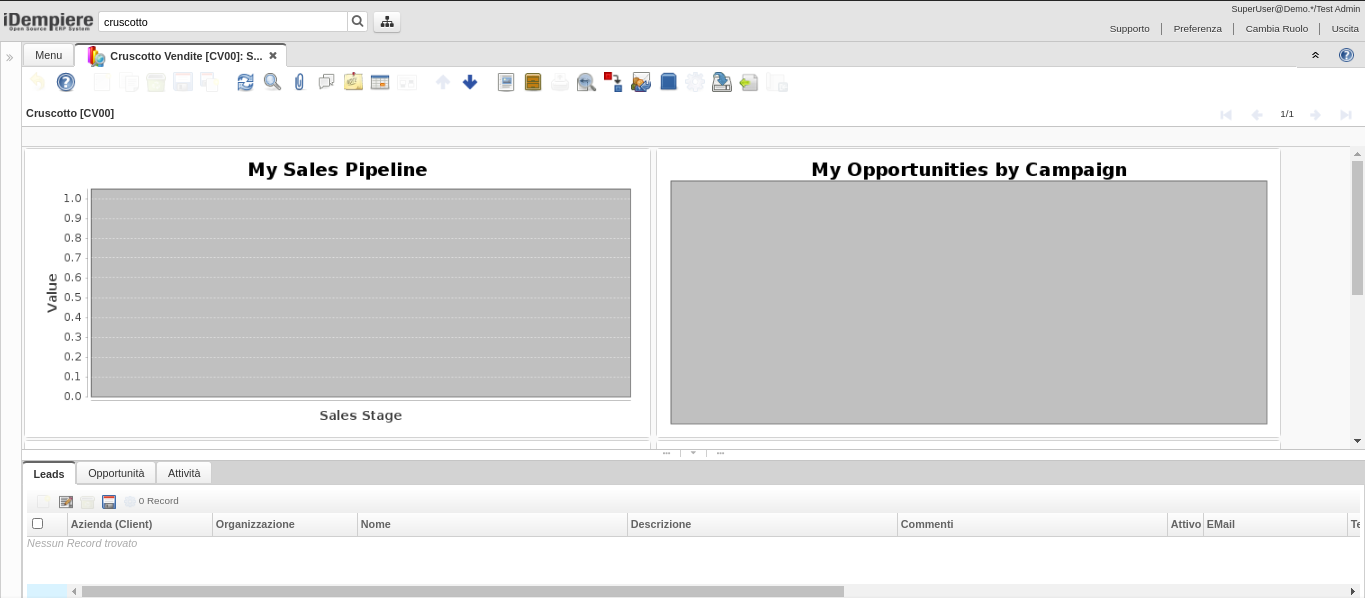 SuperUser@Demo.*/Test Admin
iDempiere
Open Source ERP System
cruscotto
Supporto Preferenza Cambia Ruolo Uscita
Menu Cruscotto Vendite [CV00]: S...
Cruscotto [CV00] 1/1
My Sales Pipeline
1.0
0.9
0.8
0.7
0.6
0.5
0.4
0.3
0.2
0.1
0.0
Value
Sales Stage
My Opportunities by Campaign
Leads Opportunità Attività
0 Record
Azienda (Client) Organizzazione Nome Descrizione Commenti Attivo EMail Te
Nessun Record trovato